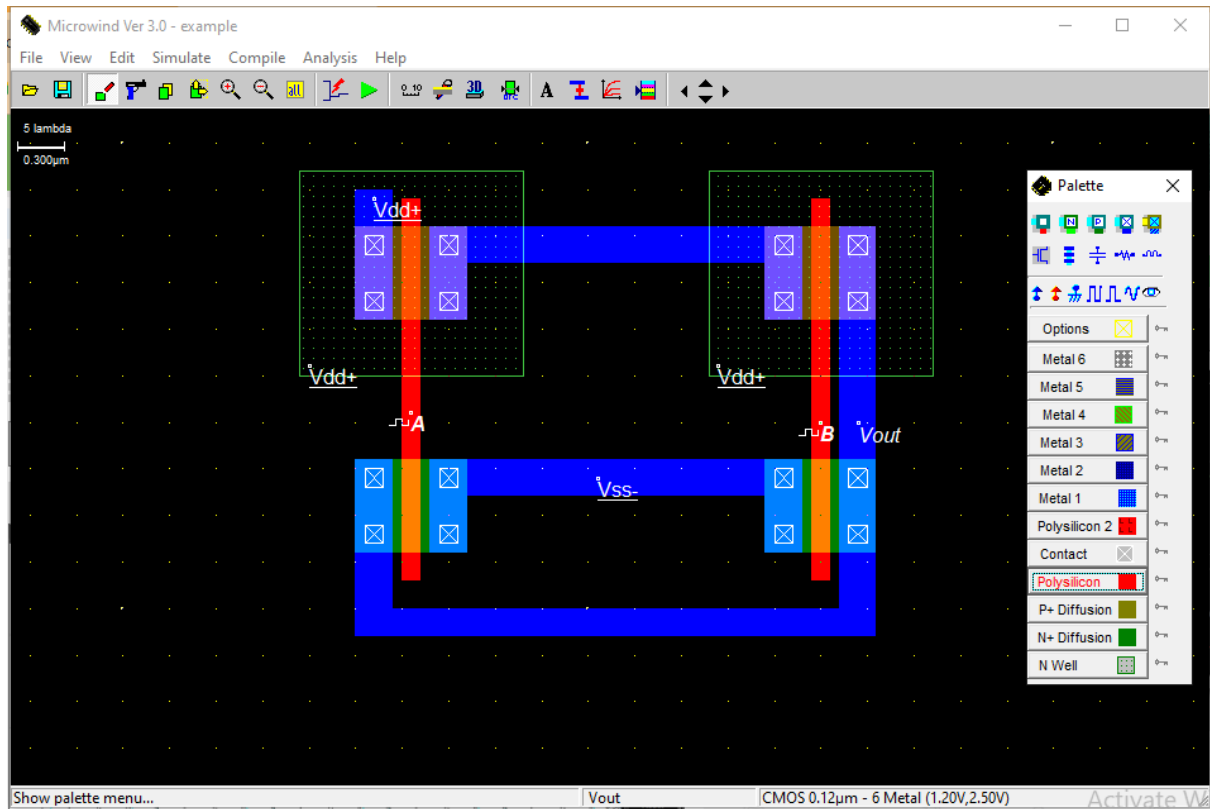 Microwind Ver 3.0 - example
File View Edit Simulate Compile Analysis Help
5 lambda
0.300µm
Vdd+
Vdd+
Vdd+
A
B
Vout
Vss-
Palette
Options
Metal 6
Metal 5
Metal 4
Metal 3
Metal 2
Metal 1
Polysilicon 2
Contact
Polysilicon
P+ Diffusion
N+ Diffusion
N Well
Show palette menu...
Vout
CMOS 0.12µm - 6 Metal (1.20V,2.50V)
Activate W